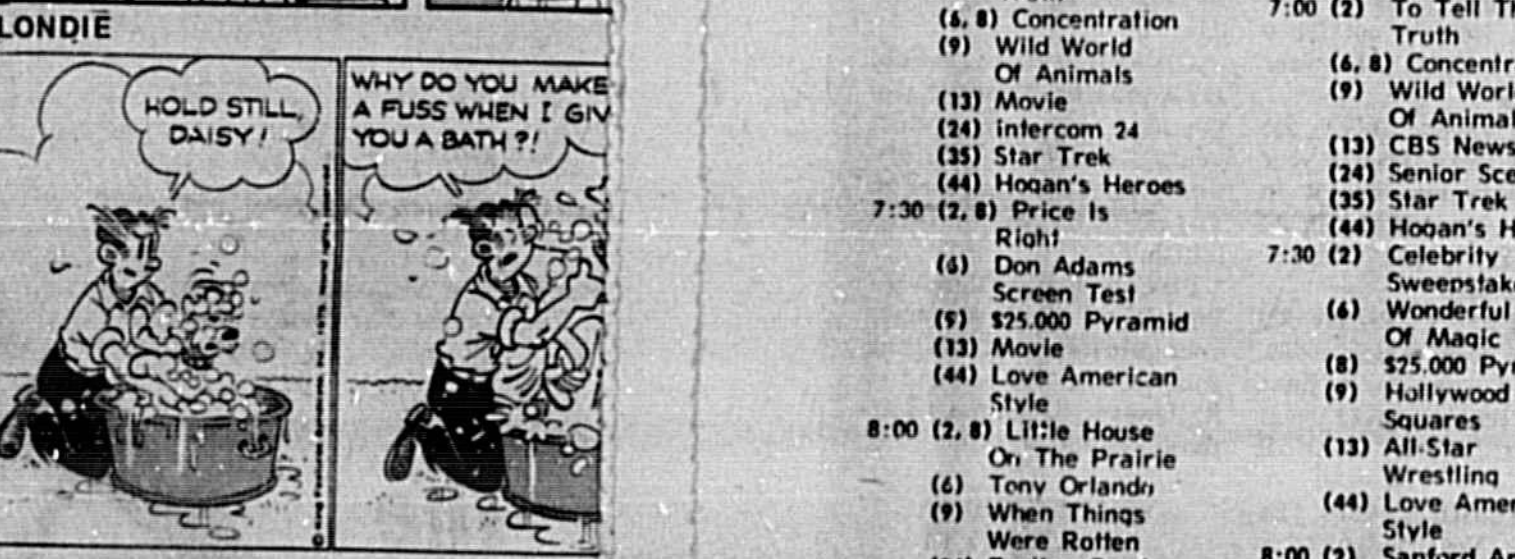 LONDIE
HOLD STILL,
DAISY!
WHY DO YOU MAKE
A FUSS WHEN I GIV
YOU A BATH?!
(6, 8) Concentration
(9) Wild World
Of Animals
(13) Movie
(24) intercom 24
(35) Star Trek
(44) Hogan's Heroes
7:30 (2, 8) Price Is
Right
(6) Don Adams
Screen Test
(9) $25.000 Pyramid
(13) Movie
(44) Love American
Style
8:00 (2, 8) Little House
On The Prairie
(6) Tony Orlando
(9) When Things
Were Rotten
7:00 (2) To Tell Th
Truth
(6, 8) Concentr
(9) Wild Worl
Of Animal
(13) CBS News
(24) Senior Sce
(35) Star Trek
(44) Hogan's H
7:30 (2) Celebrity
Sweepstake
(6) Wonderful
Of Magic
(8) $25.000 Pyr
(9) Hollywood
Squares
(13) All-Star
Wrestling
(44) Love Amer
Style
8:00 (2) Sanford An